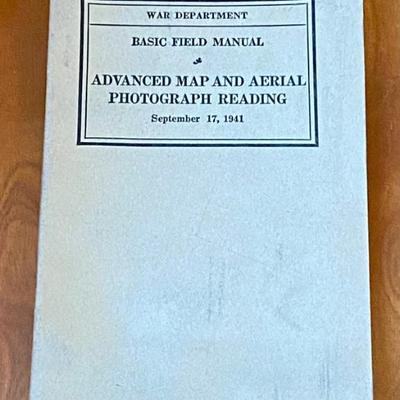 WAR DEPARTMENT
BASIC FIELD MANUAL
ADVANCED MAP AND AERIAL
PHOTOGRAPH READING
September 17, 1941